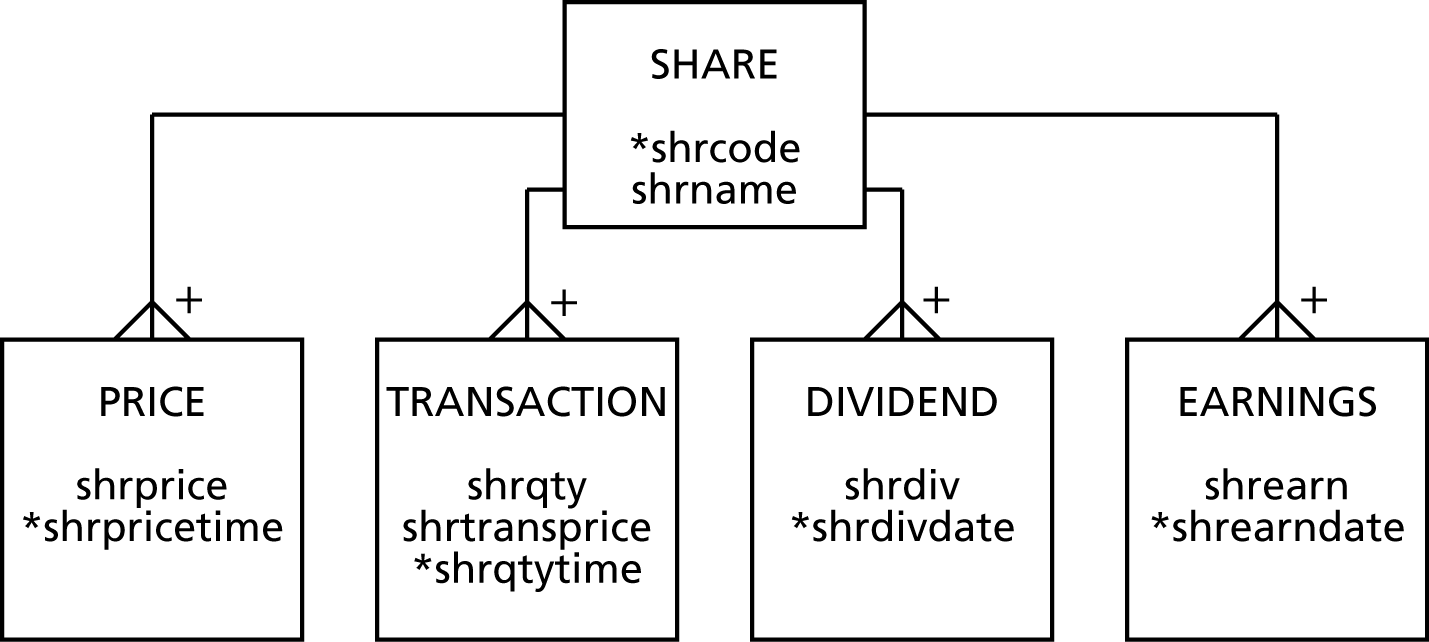 SHARE
*shrcode
shrname
+
+
+
+
PRICE
shrprice
*shrpricetime
TRANSACTION
shrqty
shrtransprice
*shrqtytime
DIVIDEND
shrdiv
*shrdivdate
EARNINGS
shrearn
*shrearndate